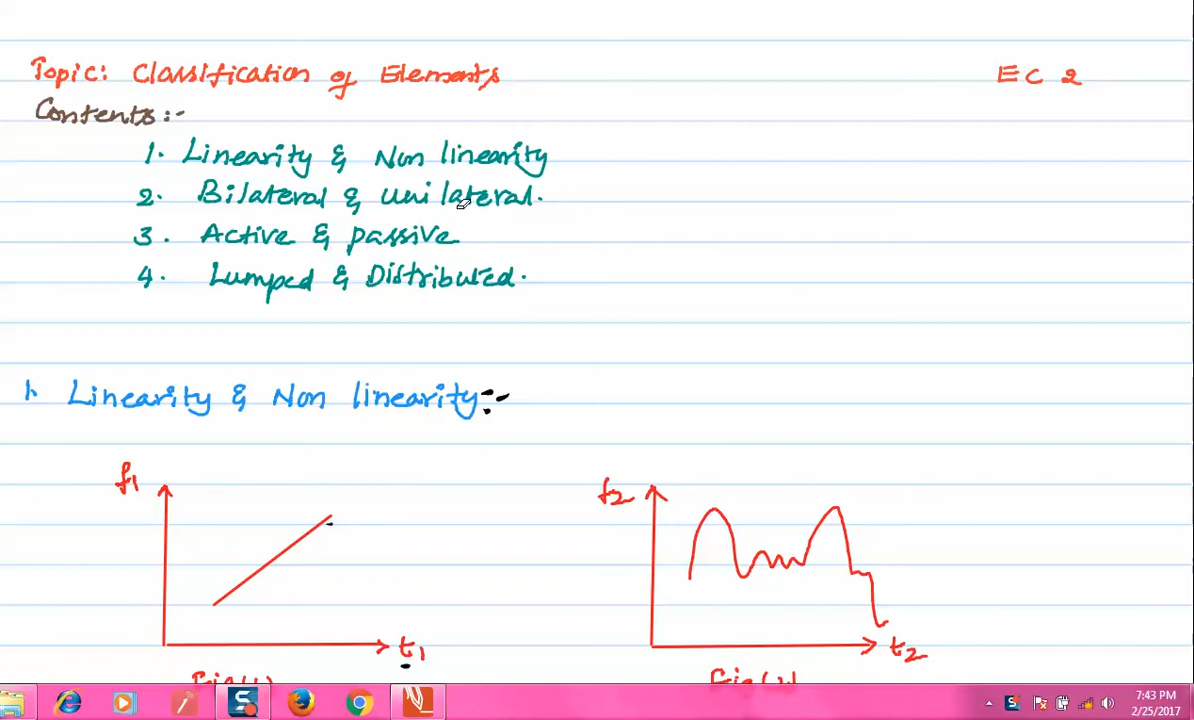 Topic: Classification of Elements EC 2
Contents:-
1. Linearity & Non linearity
2. Bilateral & unilateral.
3. Active & passive
4. Lumped & Distributed.
1. Linearity & Non linearity:-
f1 f2
t1 t2
7:43 PM
2/25/2017